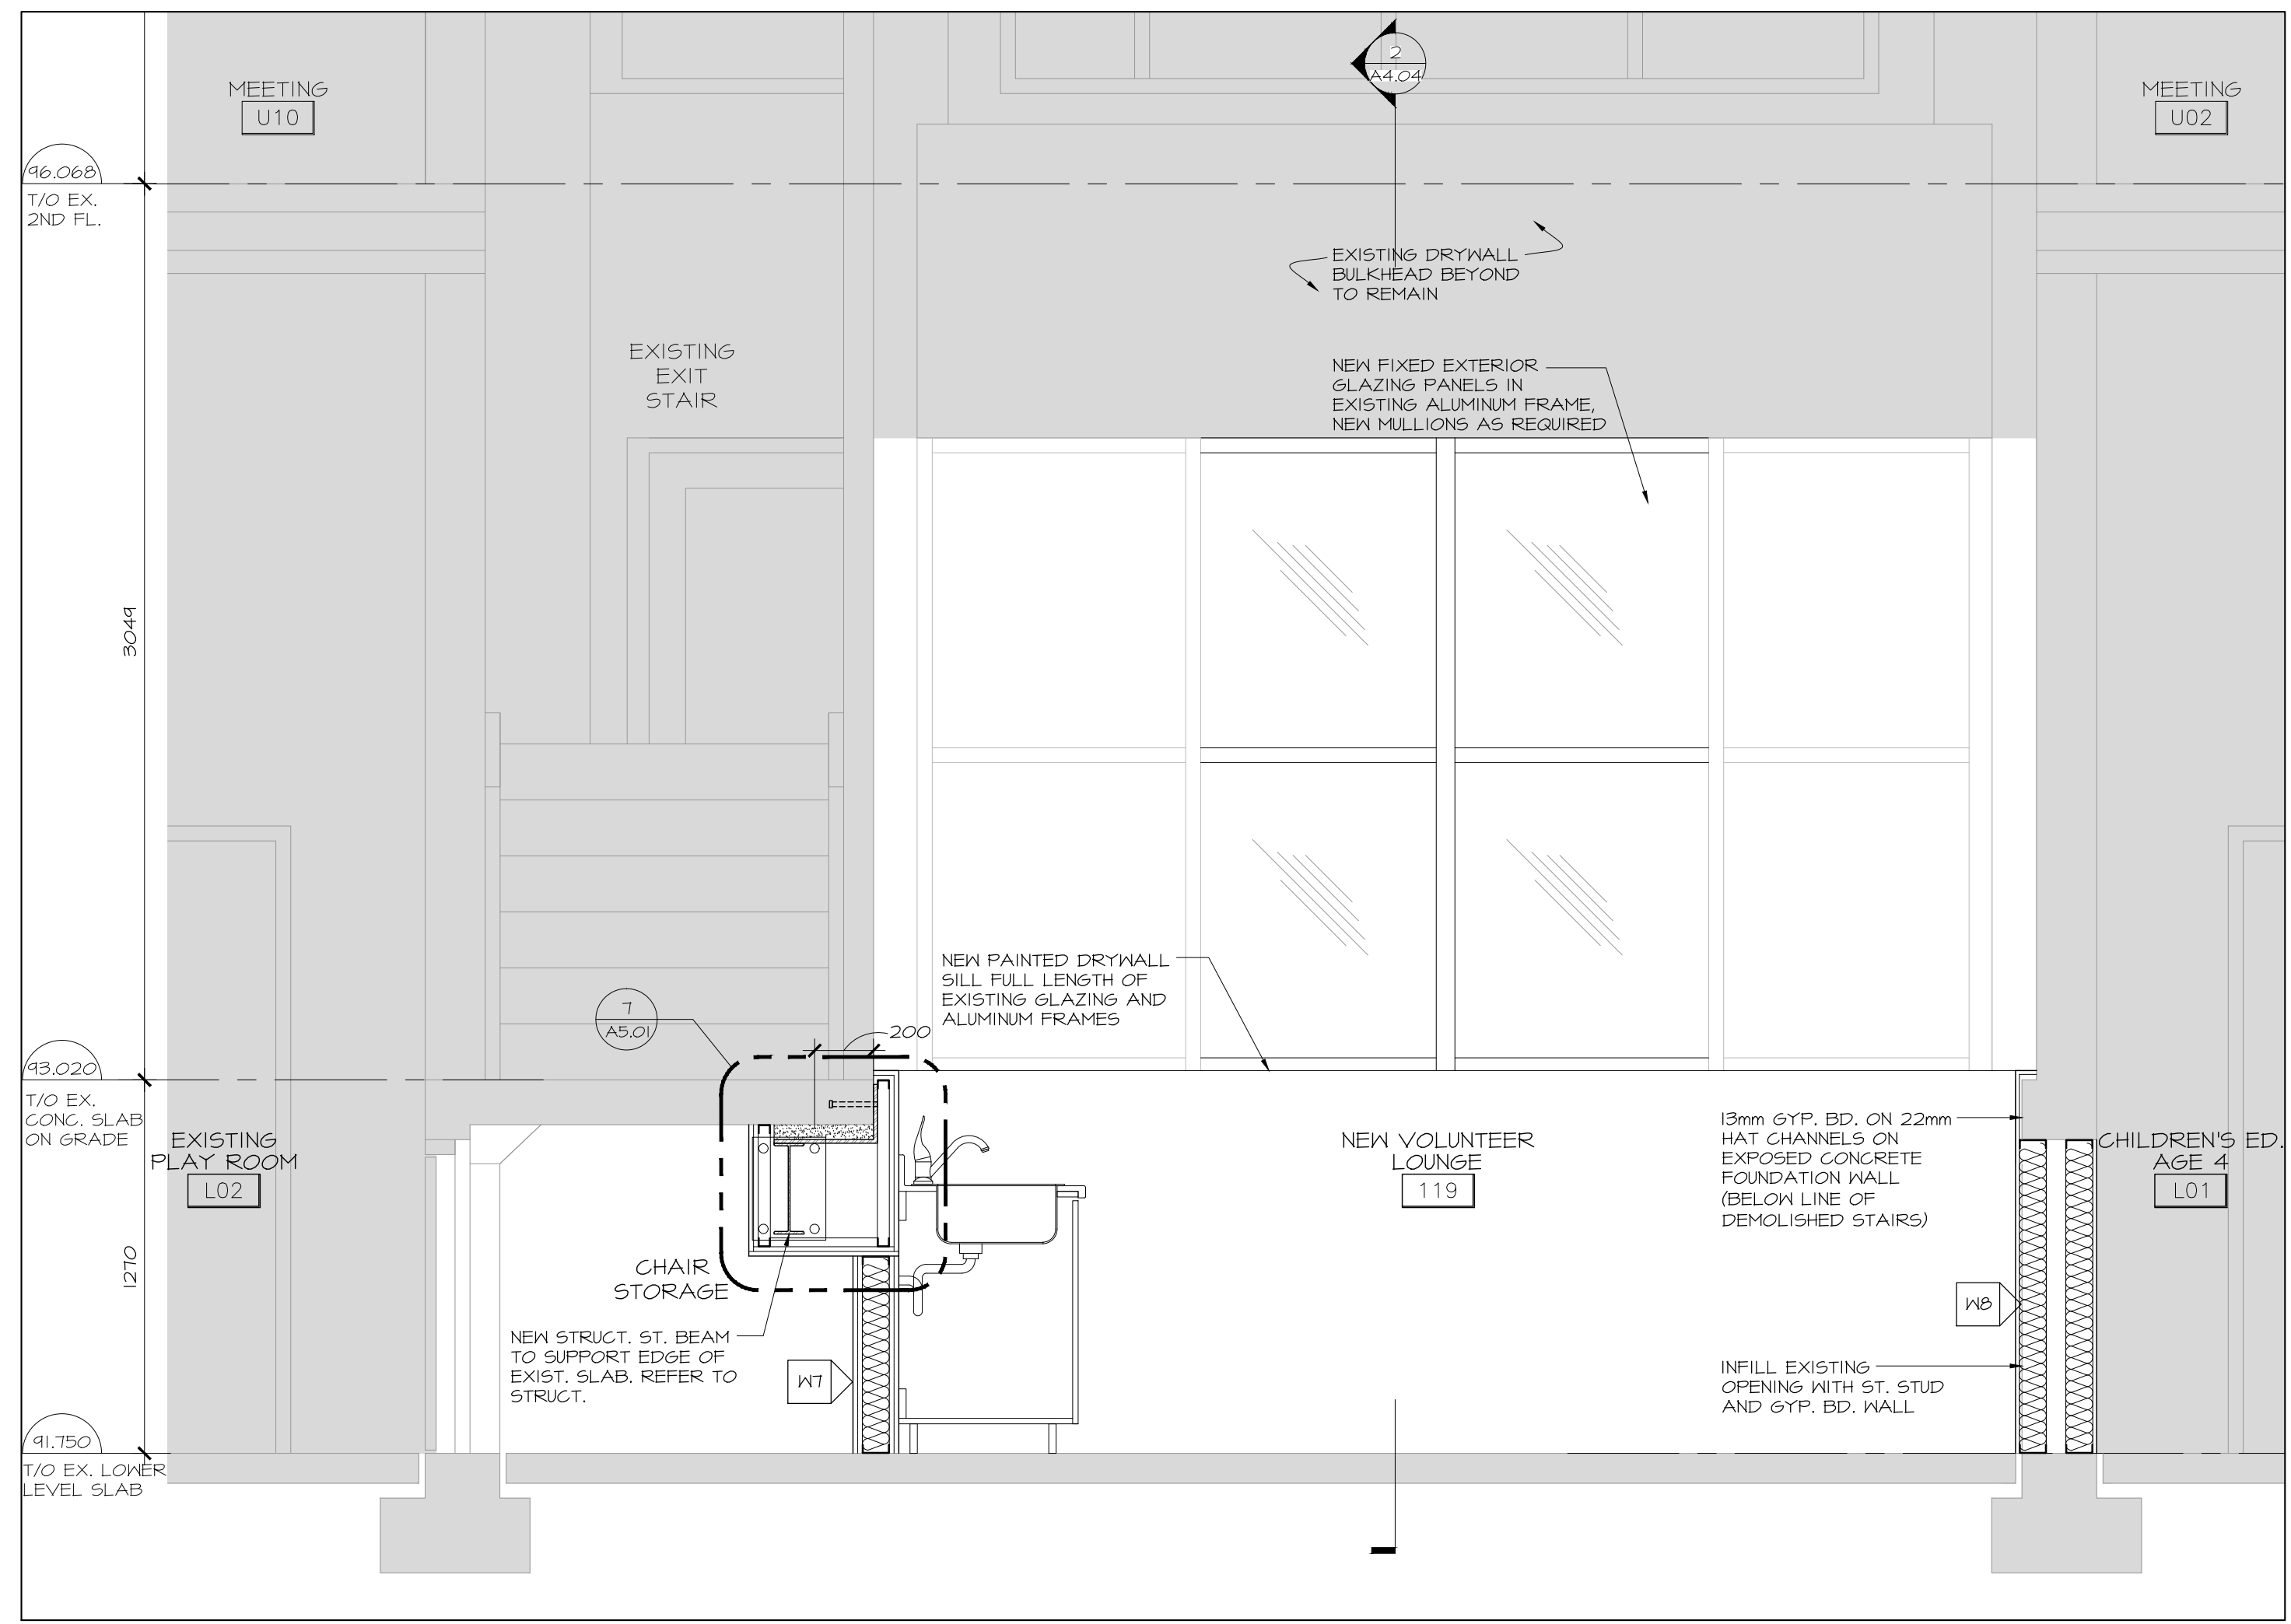 2
A4.04
MEETING
U10
MEETING
U02
96.068
T/O EX.
2ND FL.
EXISTING DRYWALL
BULKHEAD BEYOND
TO REMAIN
EXISTING
EXIT
STAIR
NEW FIXED EXTERIOR
GLAZING PANELS IN
EXISTING ALUMINUM FRAME,
NEW MULLIONS AS REQUIRED
3049
NEW PAINTED DRYWALL
SILL FULL LENGTH OF
EXISTING GLAZING AND
ALUMINUM FRAMES
7
A5.01
200
93.020
T/O EX.
CONC. SLAB
ON GRADE
EXISTING
PLAY ROOM
L02
NEW VOLUNTEER
LOUNGE
119
13mm GYP. BD. ON 22mm
HAT CHANNELS ON
EXPOSED CONCRETE
FOUNDATION WALL
(BELOW LINE OF
DEMOLISHED STAIRS)
CHILDREN'S ED.
AGE 4
L01
1270
CHAIR
STORAGE
W8
NEW STRUCT. ST. BEAM
TO SUPPORT EDGE OF
EXIST. SLAB. REFER TO
STRUCT.
W7
INFILL EXISTING
OPENING WITH ST. STUD
AND GYP. BD. WALL
91.750
T/O EX. LOWER
LEVEL SLAB